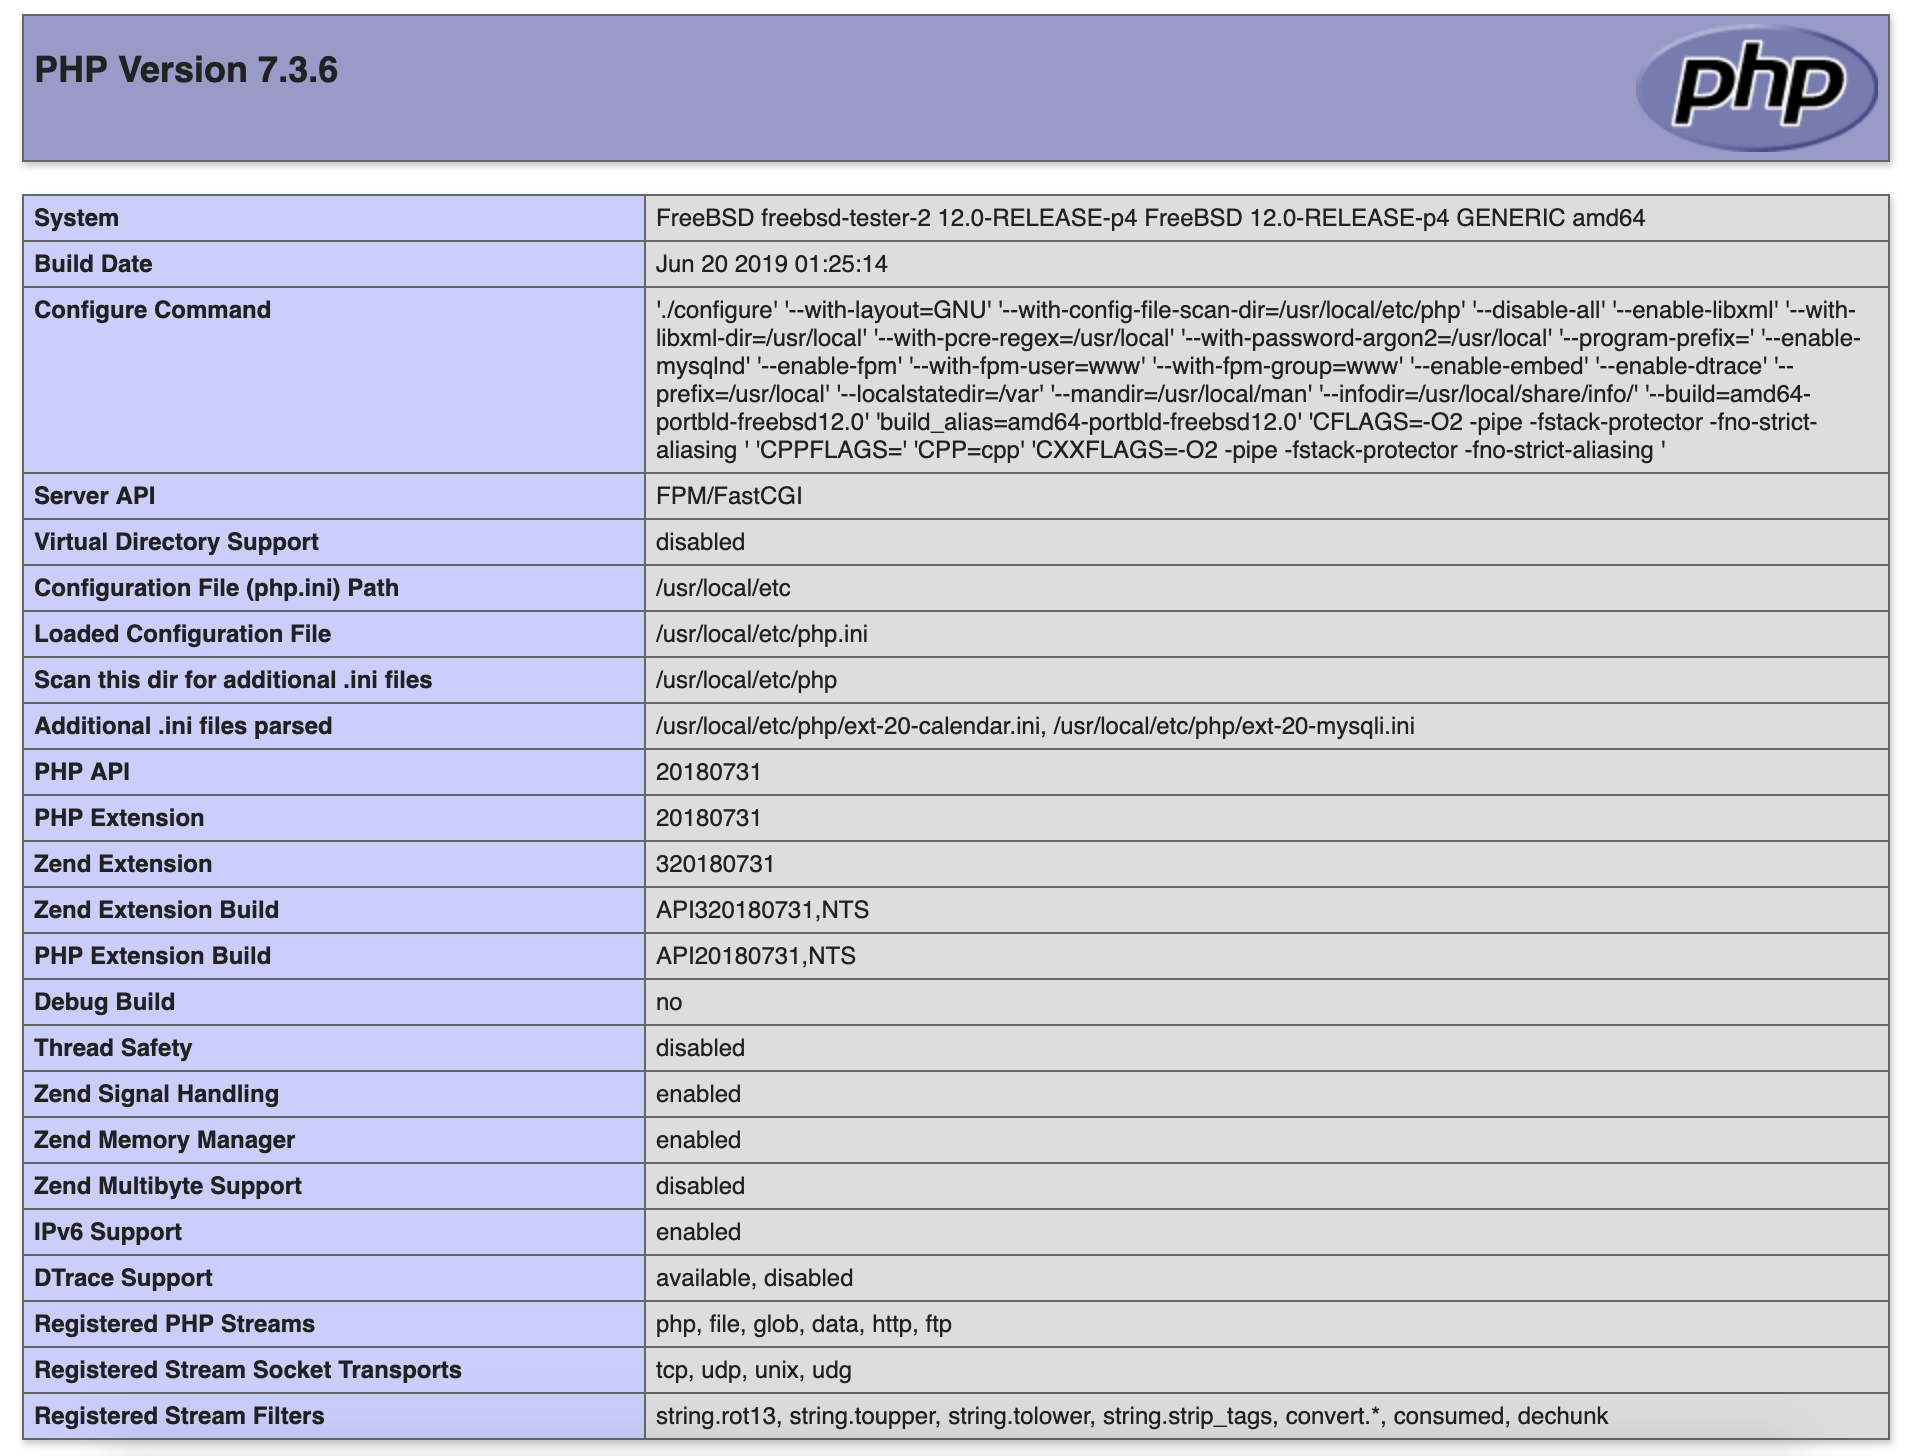 PHP Version 7.3.6
php
System FreeBSD freebsd-tester-2 12.0-RELEASE-p4 FreeBSD 12.0-RELEASE-p4 GENERIC amd64
Build Date Jun 20 2019 01:25:14
Configure Command './configure' '--with-layout=GNU' '--with-config-file-scan-dir=/usr/local/etc/php' '--disable-all' '--enable-libxml' '--with-
libxml-dir=/usr/local' '--with-pcre-regex=/usr/local' '--with-password-argon2=/usr/local' '--program-prefix=' '--enable-
mysqlnd' '--enable-fpm' '--with-fpm-user=www' '--with-fpm-group=www' '--enable-embed' '--enable-dtrace' '--
prefix=/usr/local' '--localstatedir=/var' '--mandir=/usr/local/man' '--infodir=/usr/local/share/info/' '--build=amd64-
portbld-freebsd12.0' 'build_alias=amd64-portbld-freebsd12.0' 'CFLAGS=-O2 -pipe -fstack-protector -fno-strict-
aliasing ' 'CPPFLAGS=' 'CPP=cpp' 'CXXFLAGS=-O2 -pipe -fstack-protector -fno-strict-aliasing '
Server API FPM/FastCGI
Virtual Directory Support disabled
Configuration File (php.ini) Path /usr/local/etc
Loaded Configuration File /usr/local/etc/php.ini
Scan this dir for additional .ini files /usr/local/etc/php
Additional .ini files parsed /usr/local/etc/php/ext-20-calendar.ini, /usr/local/etc/php/ext-20-mysqli.ini
PHP API 20180731
PHP Extension 20180731
Zend Extension 320180731
Zend Extension Build API320180731,NTS
PHP Extension Build API20180731,NTS
Debug Build no
Thread Safety disabled
Zend Signal Handling enabled
Zend Memory Manager enabled
Zend Multibyte Support disabled
IPv6 Support enabled
DTrace Support available, disabled
Registered PHP Streams php, file, glob, data, http, ftp
Registered Stream Socket Transports tcp, udp, unix, udg
Registered Stream Filters string.rot13, string.toupper, string.tolower, string.strip_tags, convert.*, consumed, dechunk